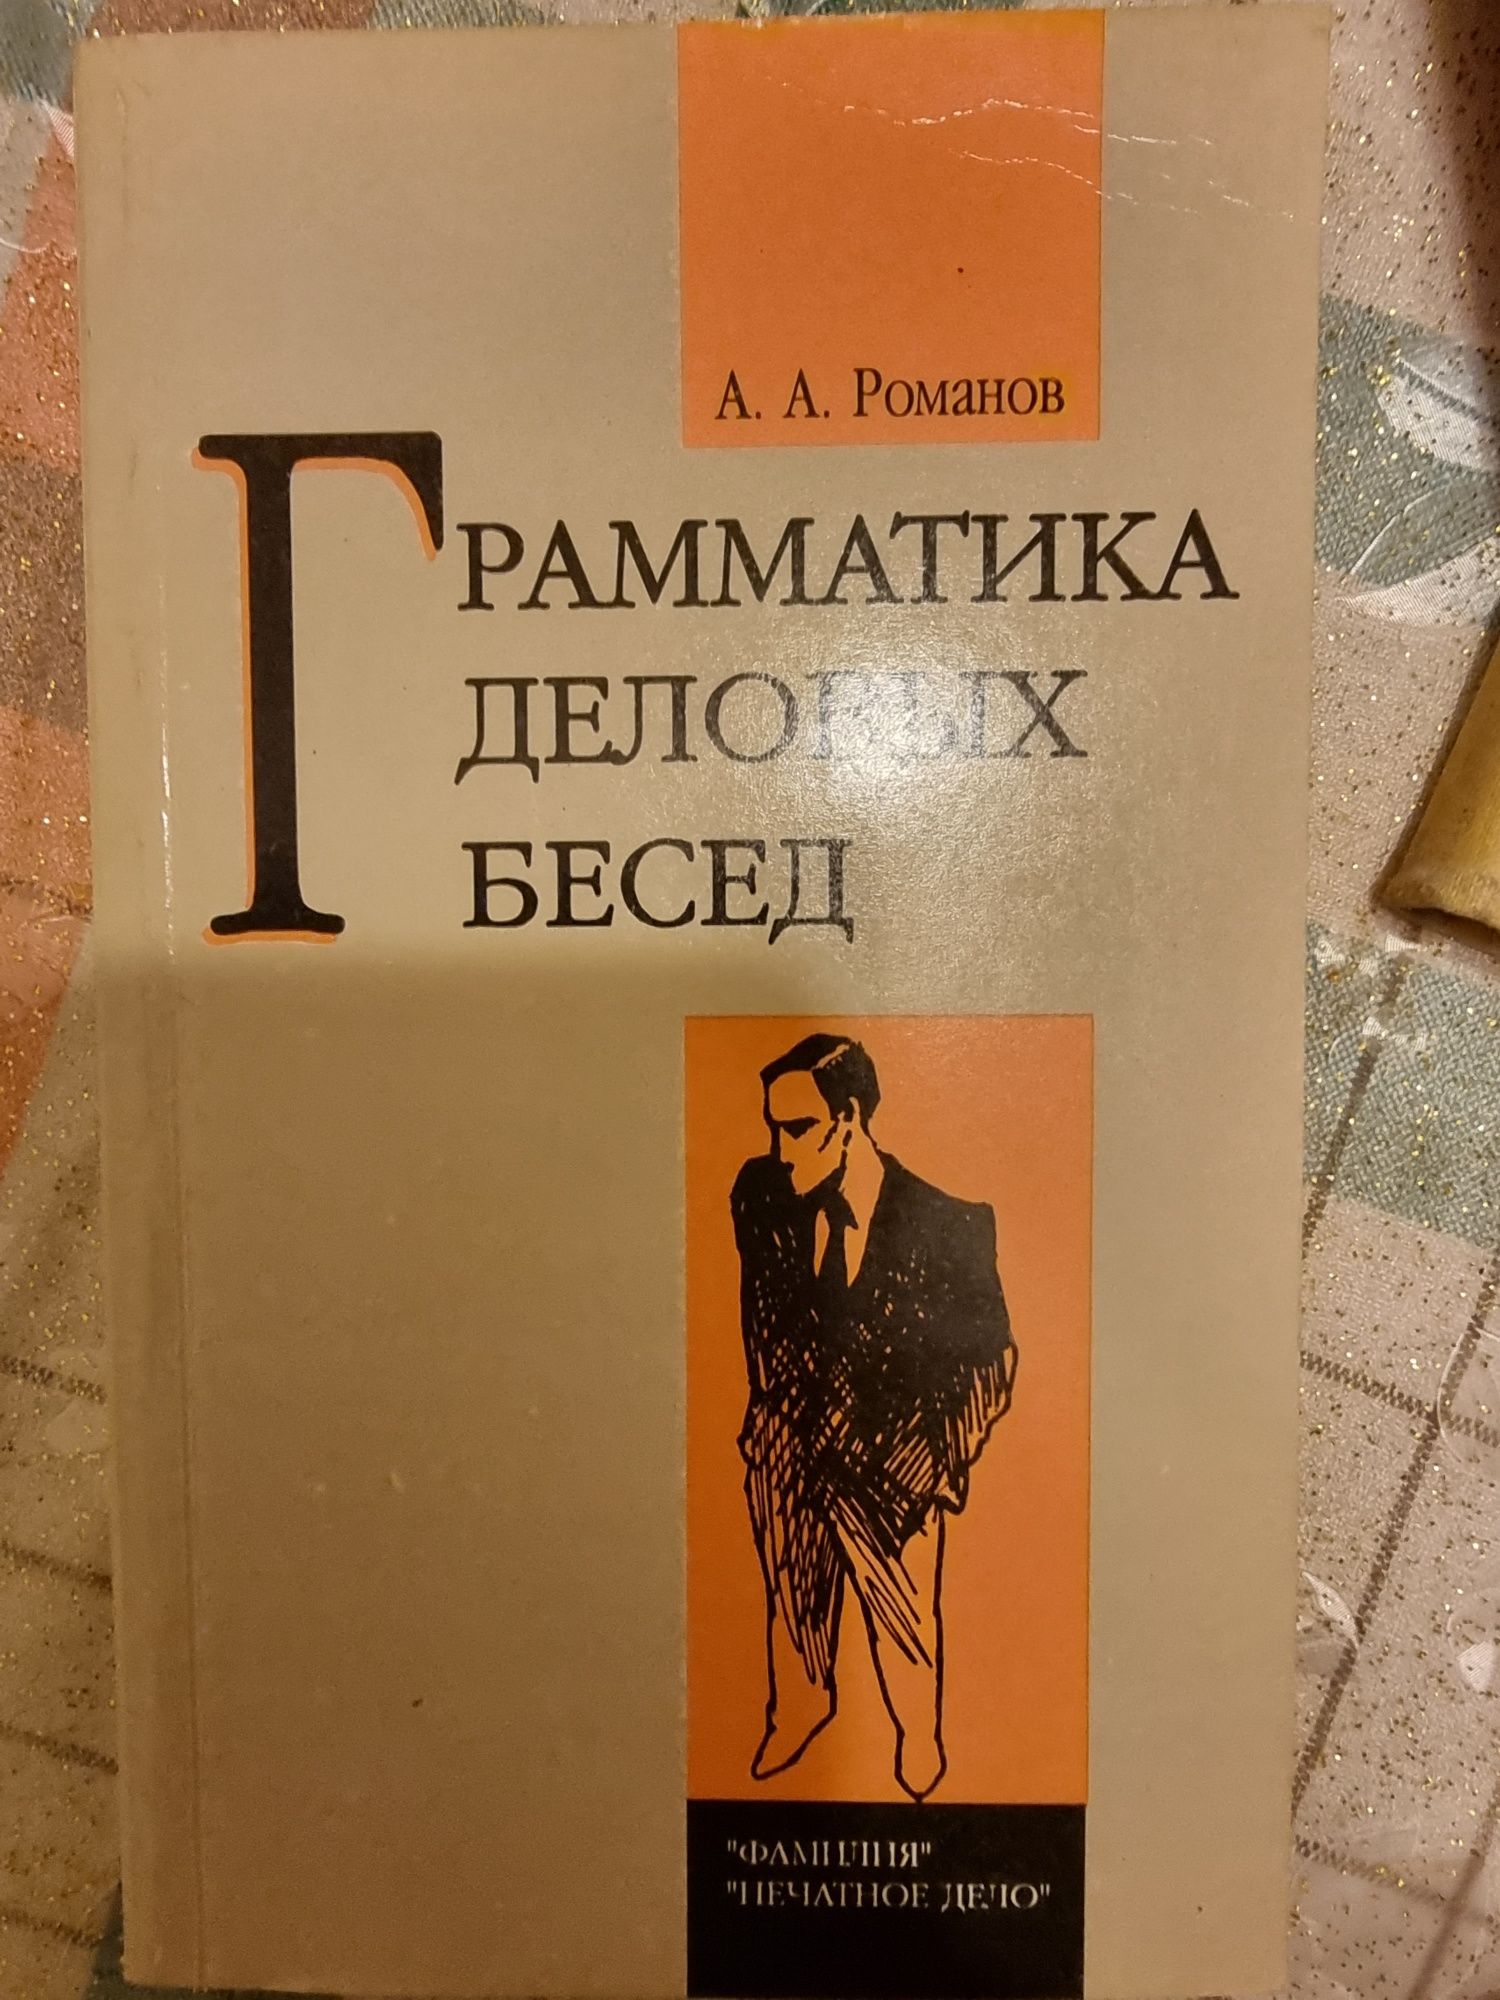 А. А. Романов
ГРАММАТИКА
ДЕЛОВЫХ
БЕСЕД
"ФАМИЛИЯ"
"ПЕЧАТНОЕ ДЕЛО"